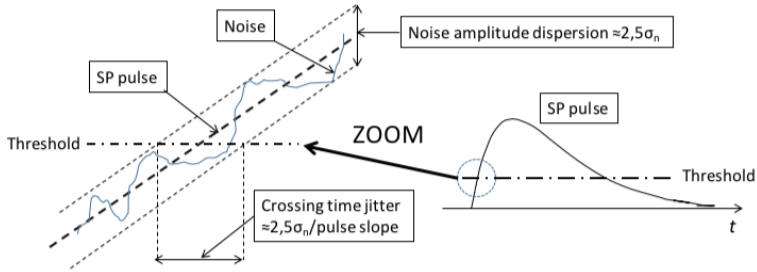 Noise
Noise amplitude dispersion ≈2,5σn
SP pulse
SP pulse
Threshold
ZOOM
Threshold
Crossing time jitter
≈2,5σn/pulse slope
t